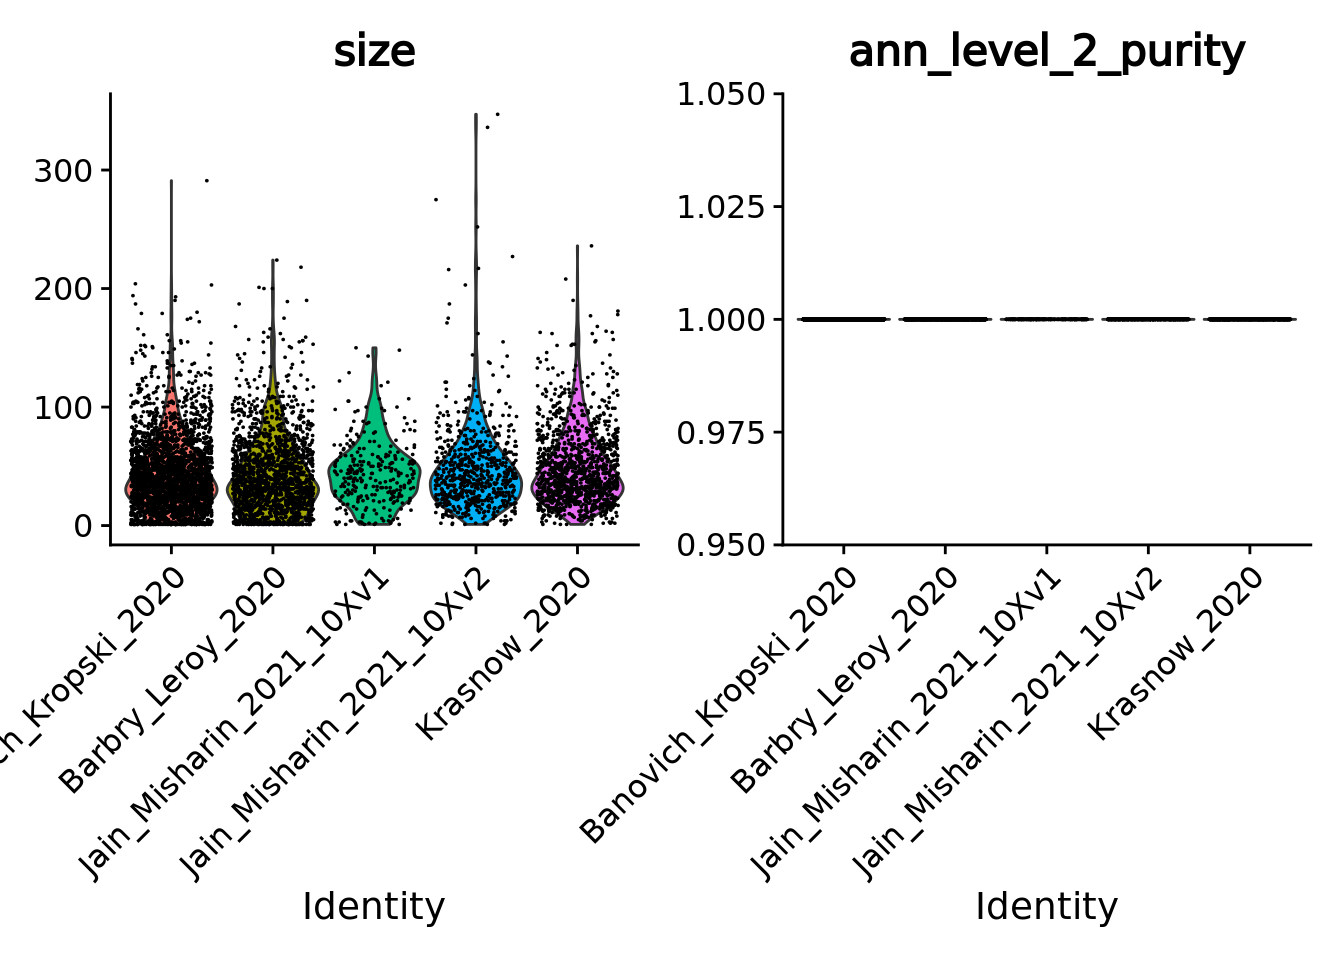 size
300
200
100
0
ch_Kropski_2020
Barbry_Leroy_2020
Jain_Misharin_2021_10Xv1
Jain_Misharin_2021_10Xv2
Krasnow_2020
Identity
ann_level_2_purity
1.050
1.025
1.000
0.975
0.950
Banovich_Kropski_2020
Barbry_Leroy_2020
Jain_Misharin_2021_10Xv1
Jain_Misharin_2021_10Xv2
Krasnow_2020
Identity